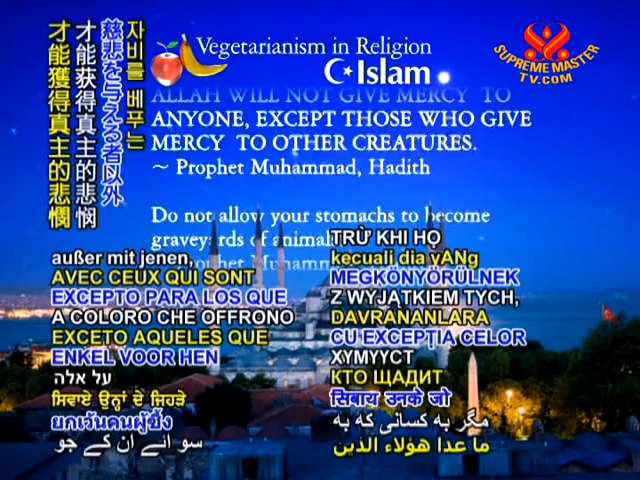 Vegetarianism in Religion
Islam
SUPREME MASTER
TV.COM
ALLAH WILL NOT GIVE MERCY TO
ANYONE, EXCEPT THOSE WHO GIVE
MERCY TO OTHER CREATURES.
~ Prophet Muhammad, Hadith
Do not allow your stomachs to become
graveyards of animal
Prophet Muhamm
才能獲得真主的悲憫
才能获得真主的悲悯
慈悲を与える者以外
자비를 베푸는
außer mit jenen,
AVEC CEUX QUI SONT
EXCEPTO PARA LOS QUE
A COLORO CHE OFFRONO
EXCETO AQUELES QUE
ENKEL VOOR HEN
על אלה
ਸਿਵਾਏ ਉਨ੍ਹਾਂ ਦੇ ਜਿਹੜੇ
ยกเว้นคนผู้ซึ่ง
سو ائے ان کے جو
TRỪ KHI HỌ
kecuali dia yANg
MEGKÖNYÖRÜLNEK
Z WYJĄTKIEM TYCH,
DAVRANANLARA
CU EXCEPŢIA CELOR
ХУМУУСТ
КТО ЩАДИТ
सिबाय उनके जो
مگر به کسانی که به
ما عدا هؤلاء الذين